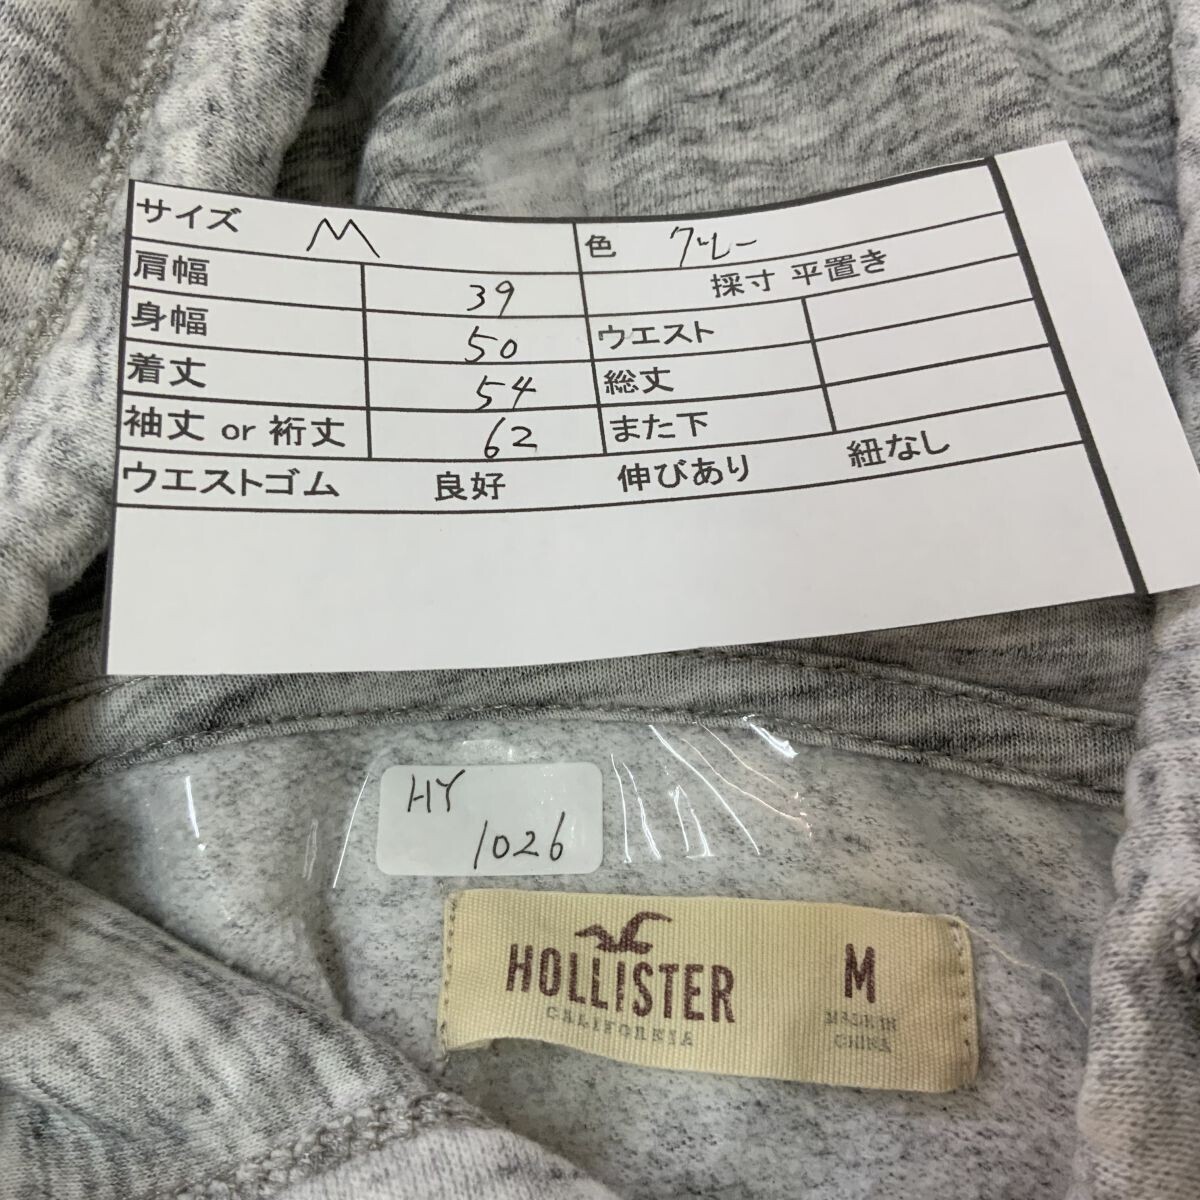 サイズ M 色 グレー
肩幅 39 採寸 平置き
身幅 50 ウエスト
着丈 54 総丈
袖丈 or 裄丈 62 また下
ウエストゴム 良好 伸びあり 紐なし
HY
1026
HOLLISTER M
CALIFORNIA MADE IN
CHINA